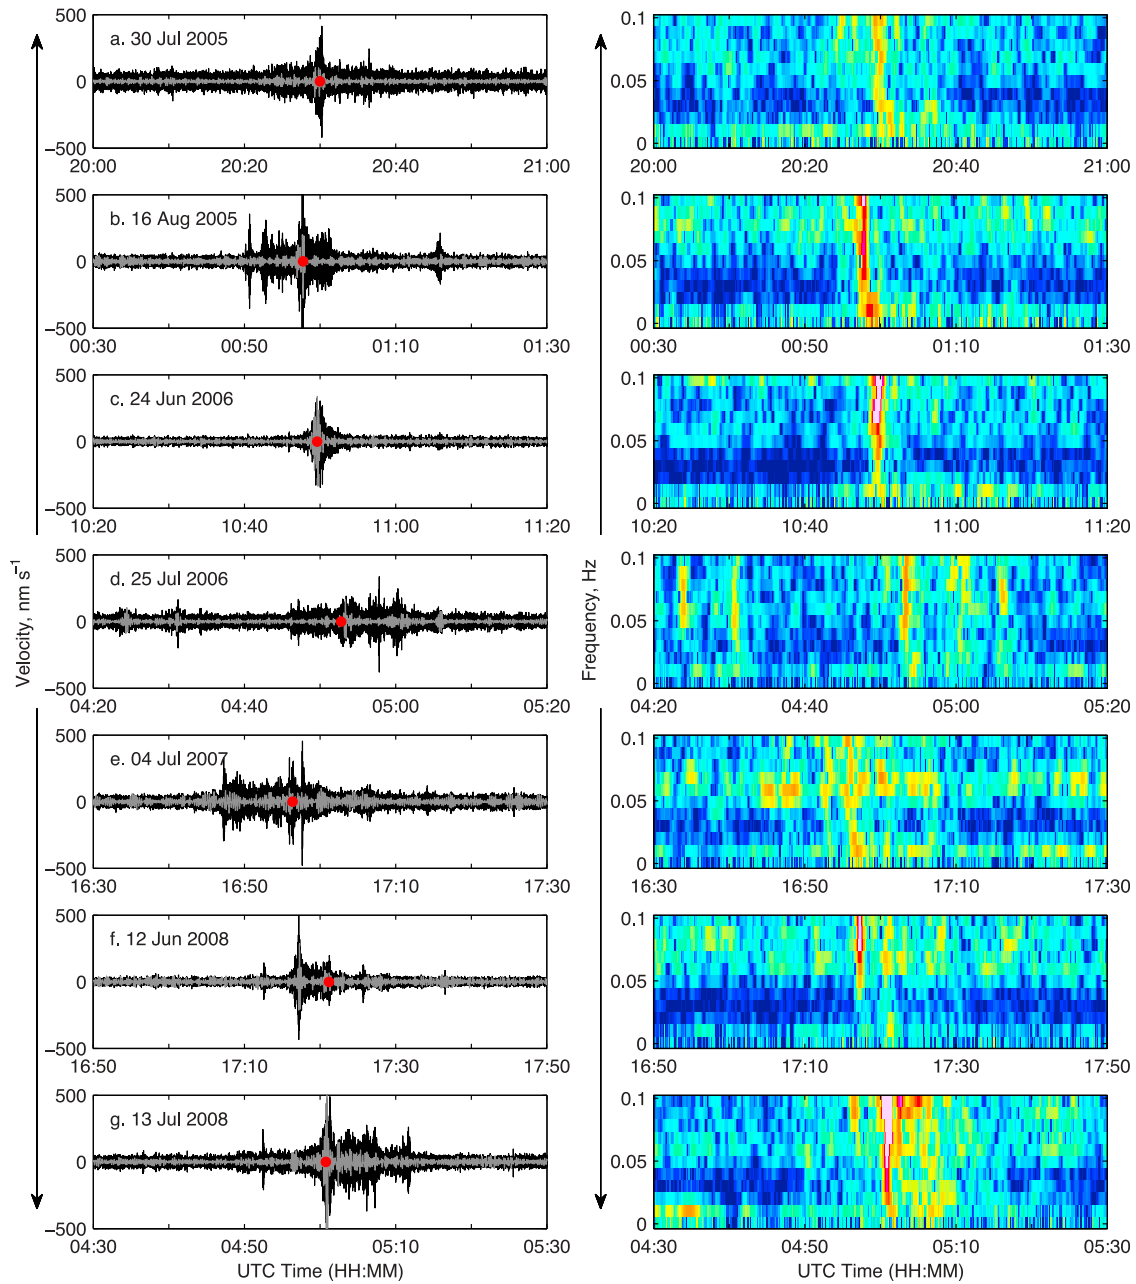 500
0
−500
a. 30 Jul 2005
20:00 20:20 20:40 21:00
0.1
0.05
0
20:00 20:20 20:40 21:00
500
0
−500
b. 16 Aug 2005
00:30 00:50 01:10 01:30
0.1
0.05
0
00:30 00:50 01:10 01:30
500
0
−500
c. 24 Jun 2006
10:20 10:40 11:00 11:20
0.1
0.05
0
10:20 10:40 11:00 11:20
Velocity, nm s⁻¹
500
0
−500
d. 25 Jul 2006
04:20 04:40 05:00 05:20
Frequency, Hz
0.1
0.05
0
04:20 04:40 05:00 05:20
500
0
−500
e. 04 Jul 2007
16:30 16:50 17:10 17:30
0.1
0.05
0
16:30 16:50 17:10 17:30
500
0
−500
f. 12 Jun 2008
16:50 17:10 17:30 17:50
0.1
0.05
0
16:50 17:10 17:30 17:50
500
0
−500
g. 13 Jul 2008
04:30 04:50 05:10 05:30
UTC Time (HH:MM)
0.1
0.05
0
04:30 04:50 05:10 05:30
UTC Time (HH:MM)